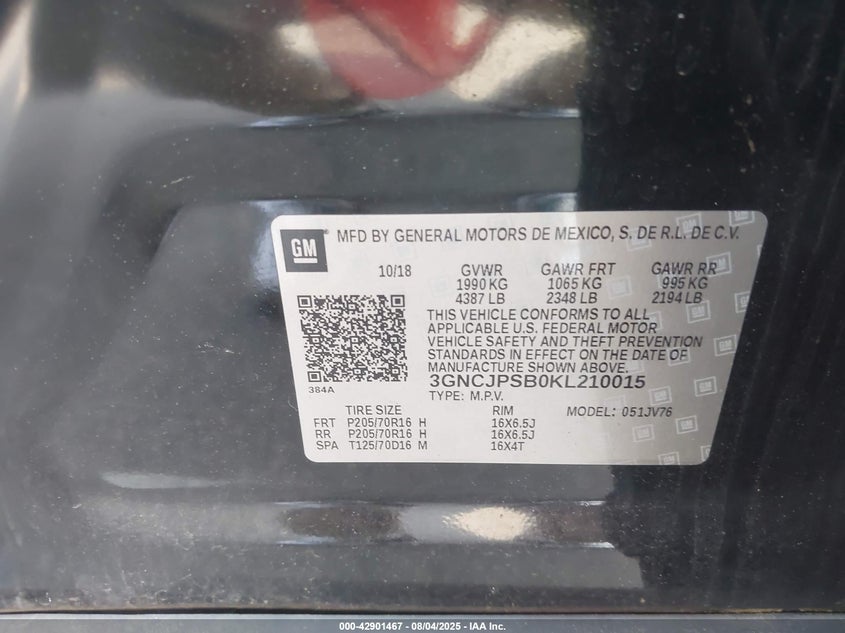 GM MFD BY GENERAL MOTORS DE MEXICO, S. DE R.L. DE C.V.
10/18 GVWR GAWR FRT GAWR RR
1990 KG 1065 KG 995 KG
4387 LB 2348 LB 2194 LB
THIS VEHICLE CONFORMS TO ALL
APPLICABLE U.S. FEDERAL MOTOR
VEHICLE SAFETY AND THEFT PREVENTION
STANDARDS IN EFFECT ON THE DATE OF
MANUFACTURE SHOWN ABOVE.
384A
3GNCJPSB0KL210015
TYPE: M.P.V.
TIRE SIZE RIM MODEL: 051JV76
FRT P205/70R16 H 16X6.5J
RR P205/70R16 H 16X6.5J
SPA T125/70D16 M 16X4T
000-42901467 - 08/04/2025 - IAA Inc.